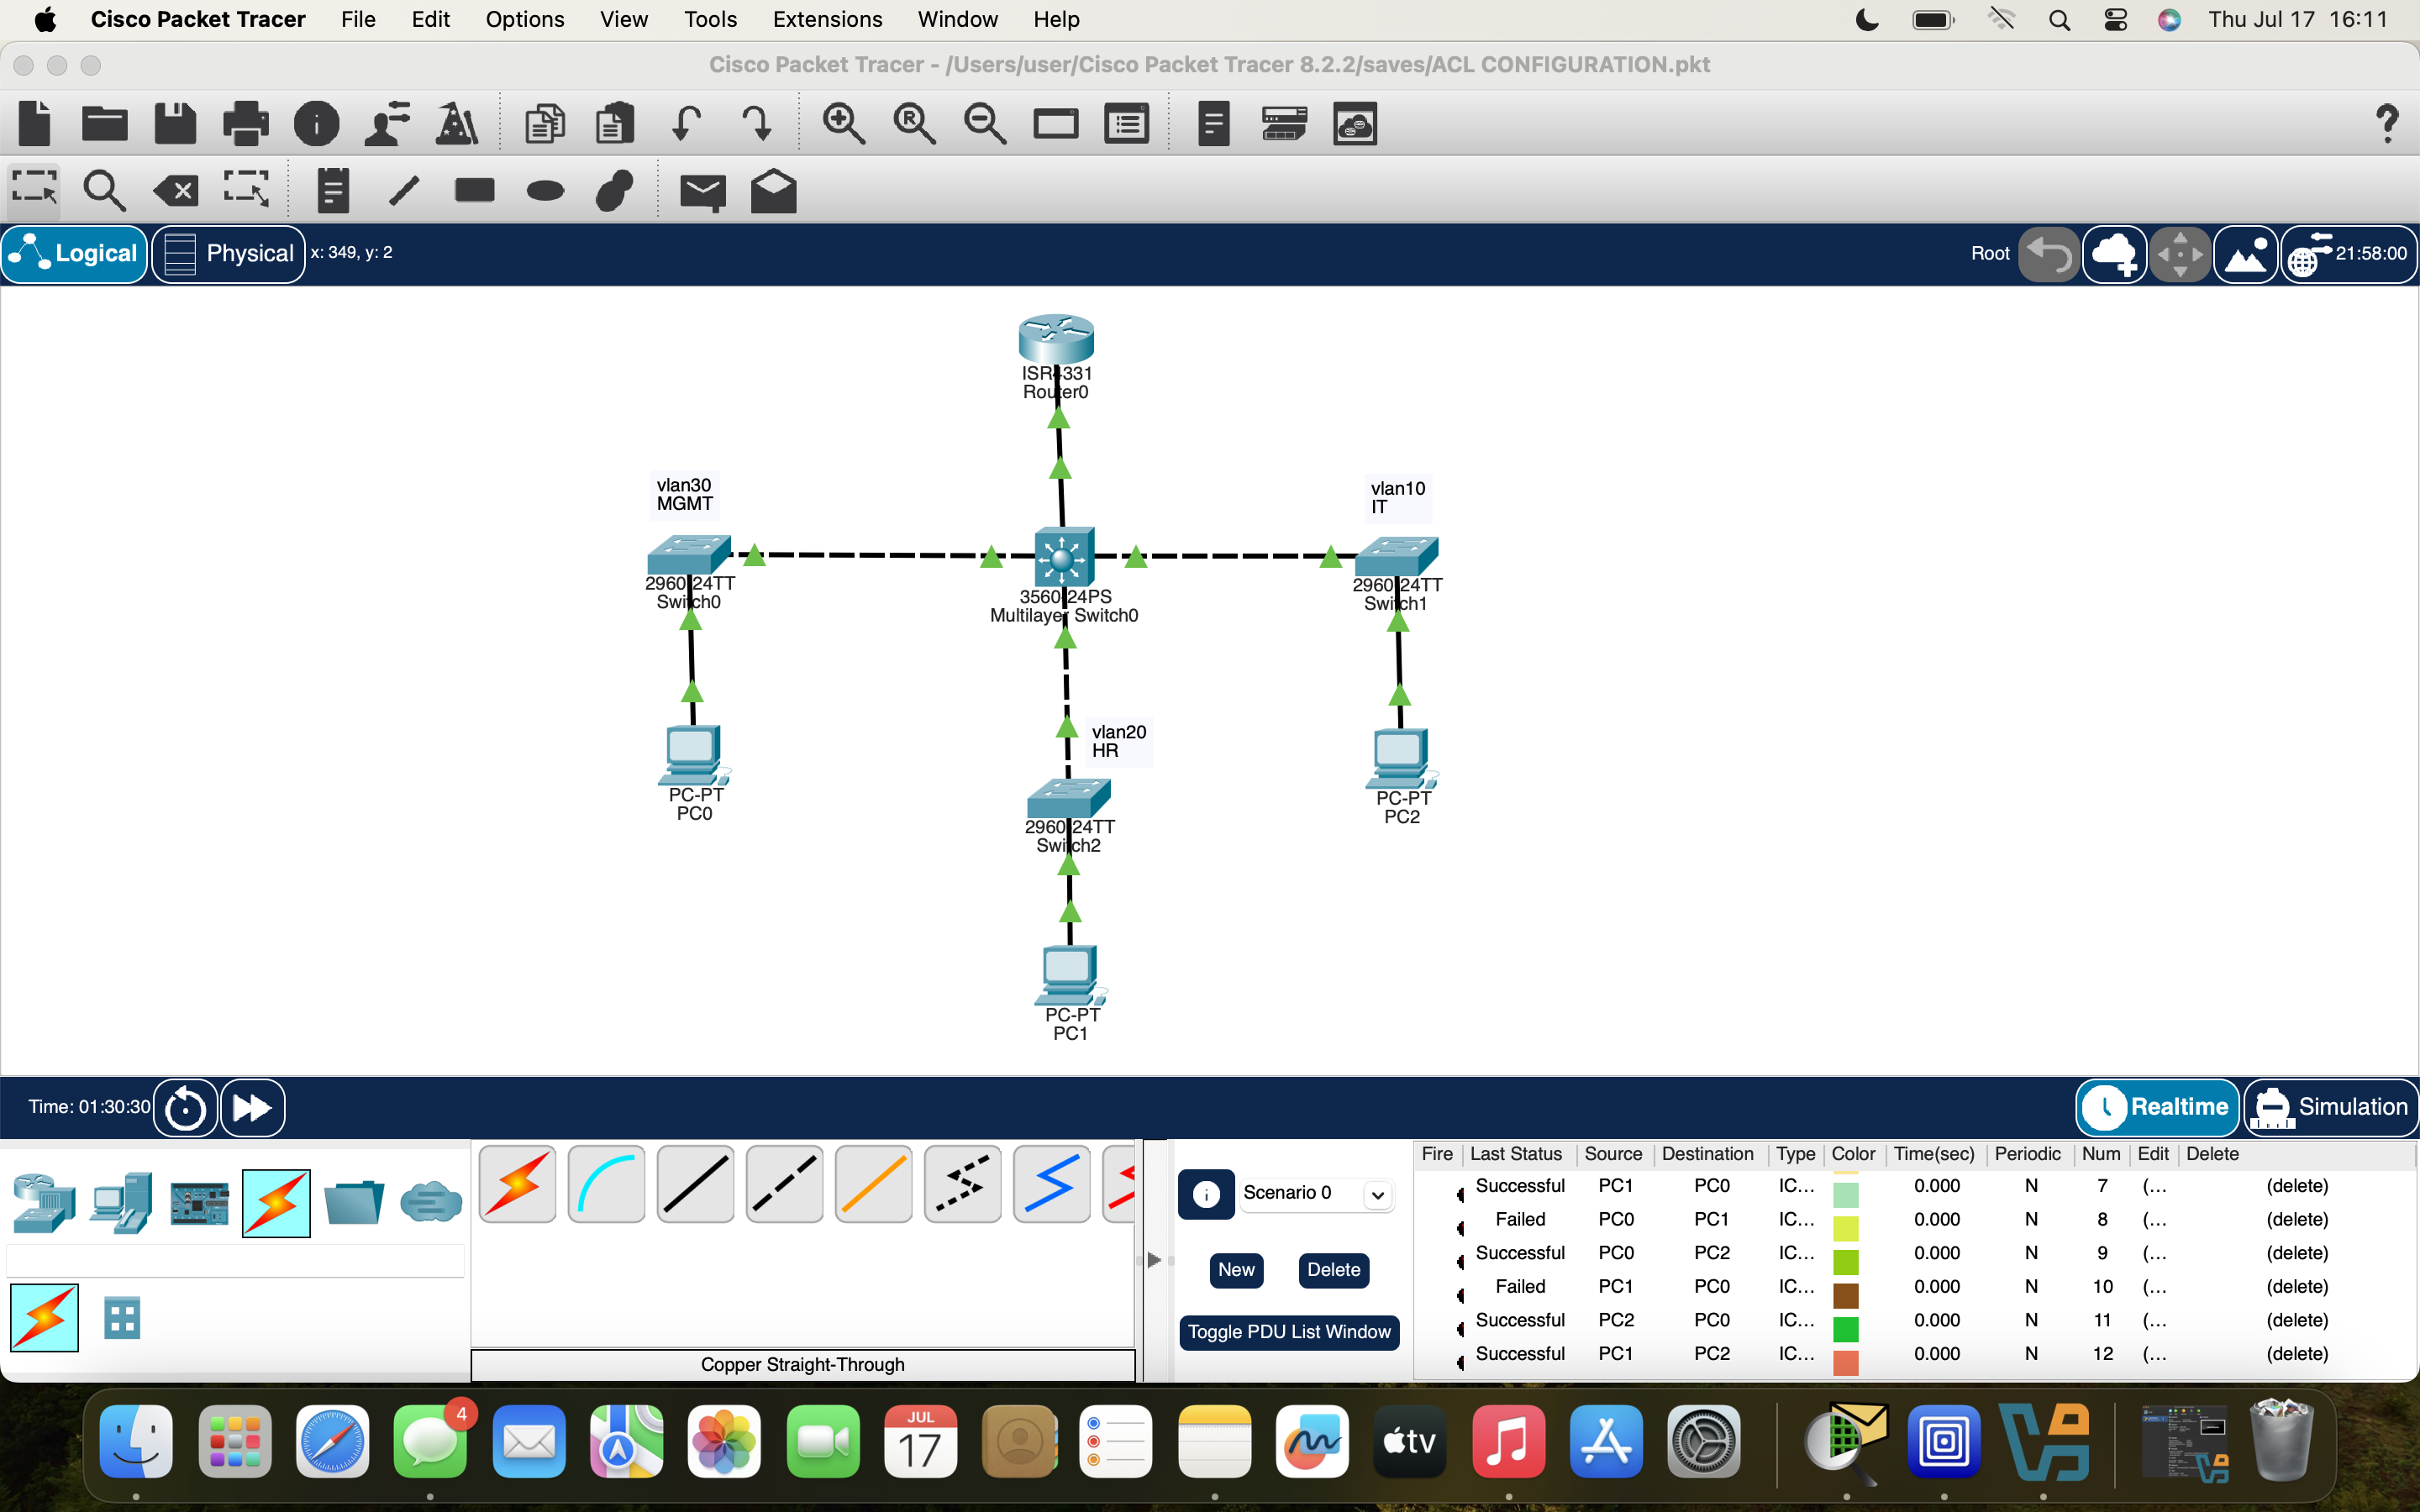 Cisco Packet Tracer File Edit Options View Tools Extensions Window Help Thu Jul 17 16:11
Cisco Packet Tracer - /Users/user/Cisco Packet Tracer 8.2.2/saves/ACL CONFIGURATION.pkt
Logical Physical x: 349, y: 2 Root 21:58:00
ISR4331
Router0
vlan30
MGMT
vlan10
IT
2960-24TT
Switch0
3560-24PS
Multilayer Switch0
2960-24TT
Switch1
vlan20
HR
PC-PT
PC0
PC-PT
PC2
2960-24TT
Switch2
PC-PT
PC1
Time: 01:30:30 Realtime Simulation
Scenario 0
New Delete
Toggle PDU List Window
Copper Straight-Through
Fire Last Status Source Destination Type Color Time(sec) Periodic Num Edit Delete
Successful PC1 PC0 IC... 0.000 N 7 (... (delete)
Failed PC0 PC1 IC... 0.000 N 8 (... (delete)
Successful PC0 PC2 IC... 0.000 N 9 (... (delete)
Failed PC1 PC0 IC... 0.000 N 10 (... (delete)
Successful PC2 PC0 IC... 0.000 N 11 (... (delete)
Successful PC1 PC2 IC... 0.000 N 12 (... (delete)
4
JUL
17
tv